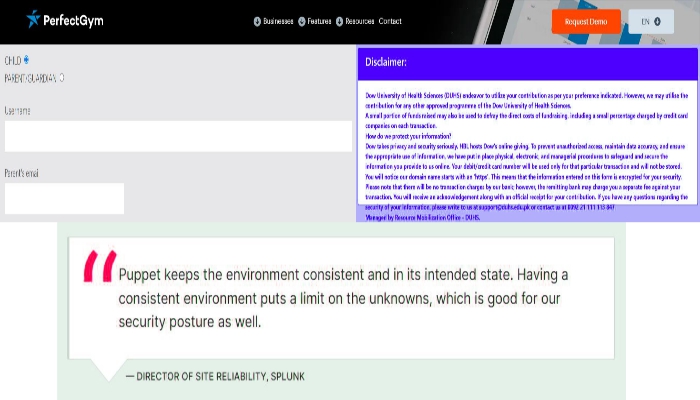 PerfectGym
Businesses Features Resources Contact
Request Demo
EN
CHILD
PARENT/GUARDIAN
Username
Parent's email
Disclaimer:
Dow University of Health Sciences (DUHS) endeavor to utilize your contribution as per your preference indicated. However, we may utilise the
contribution for any other approved programme of the Dow University of Health Sciences.
A small portion of funds raised may also be used to defray the direct costs of fundraising, including a small percentage charged by credit card
companies on each transaction.
How do we protect your information?
Dow takes privacy and security seriously. HBL hosts Dow's online giving. To prevent unauthorized access, maintain data accuracy, and ensure
the appropriate use of information, we have put in place physical, electronic, and managerial procedures to safeguard and secure the
information you provide to us online. Your debit/credit card number will be used only for that particular transaction and will not be stored.
You will notice our domain name starts with an 'https'. This means that the information entered on this form is encrypted for your security.
Please note that there will be no transaction charges by our bank; however, the remitting bank may charge you a separate fee against your
transaction. You will receive an acknowledgement along with an official receipt for your contribution. If you have any questions regarding the
security of your information, please write to us at support@duhs.edu.pk or contact us at
Managed by Resource Mobilization Office - DUHS.
“Puppet keeps the environment consistent and in its intended state. Having a
consistent environment puts a limit on the unknowns, which is good for our
security posture as well.
— DIRECTOR OF SITE RELIABILITY, SPLUNK